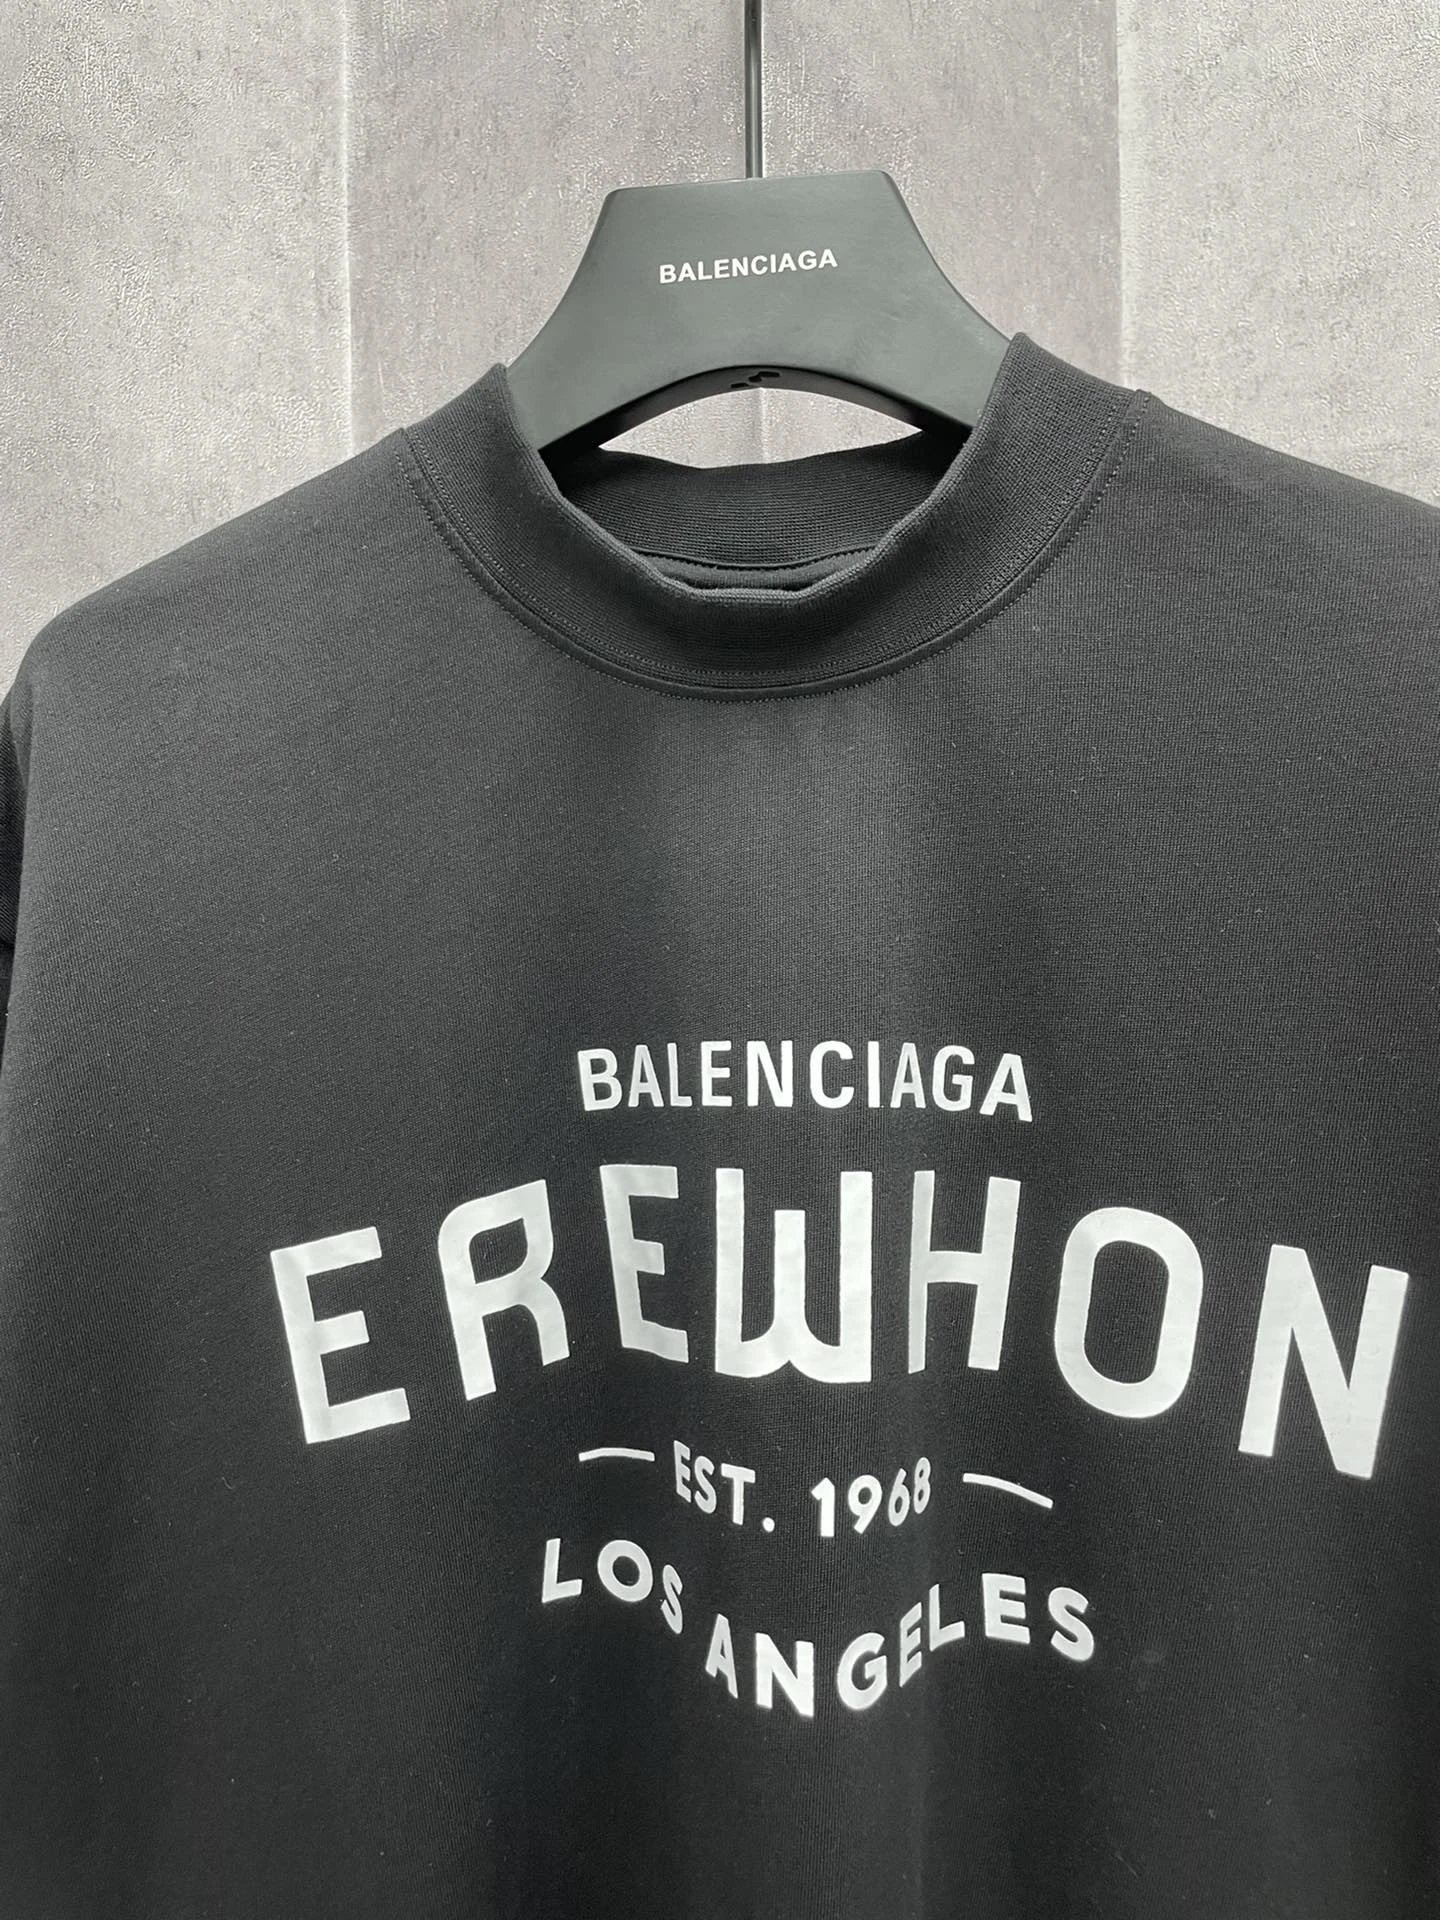 BALENCIAGA
BALENCIAGA
EREWHON
EST. 1968
LOS ANGELES